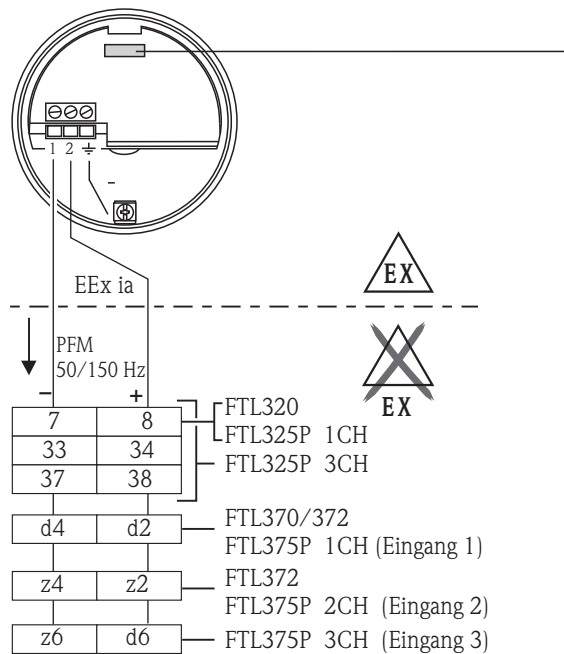 1 2
-
EEx ia
EX
PFM
50/150 Hz
EX
- +
7 8
FTL320
FTL325P 1CH
33 34
FTL325P 3CH
37 38
d4 d2
FTL370/372
FTL375P 1CH (Eingang 1)
z4 z2
FTL372
FTL375P 2CH (Eingang 2)
z6 d6
FTL375P 3CH (Eingang 3)